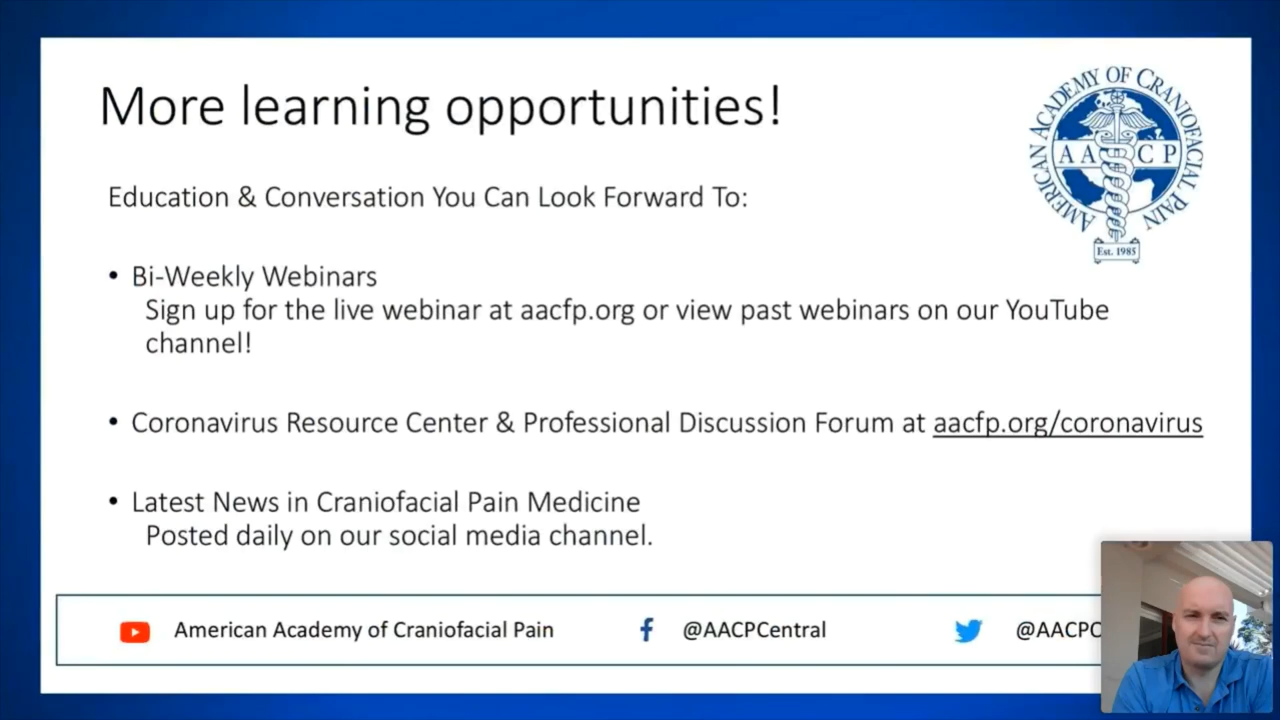 More learning opportunities!
AMERICAN ACADEMY OF CRANIOFACIAL PAIN
AACP
Est. 1985
Education & Conversation You Can Look Forward To:
• Bi-Weekly Webinars
Sign up for the live webinar at aacfp.org or view past webinars on our YouTube
channel!
• Coronavirus Resource Center & Professional Discussion Forum at aacfp.org/coronavirus
• Latest News in Craniofacial Pain Medicine
Posted daily on our social media channel.
American Academy of Craniofacial Pain @AACPCentral